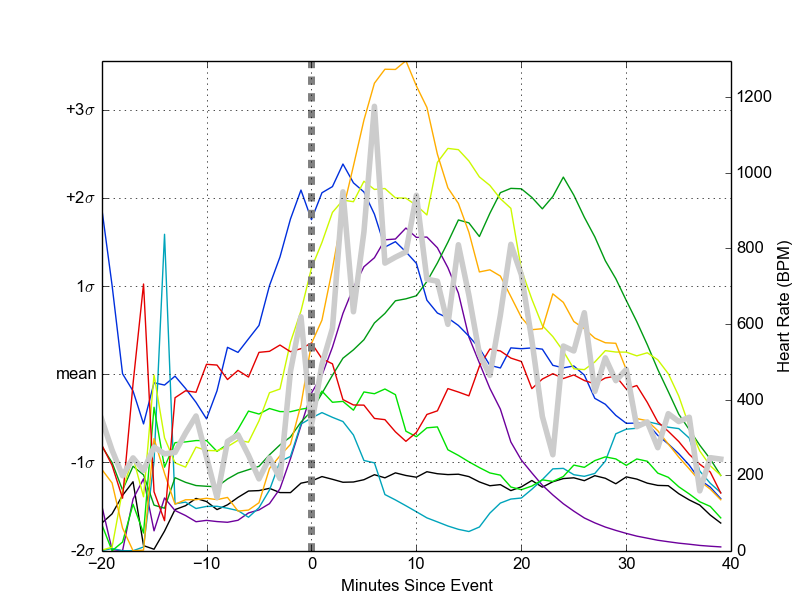 +3σ
+2σ
1σ
mean
-1σ
-2σ
1200
1000
800
600
400
200
0
Heart Rate (BPM)
−20
−10
0
10
20
30
40
Minutes Since Event